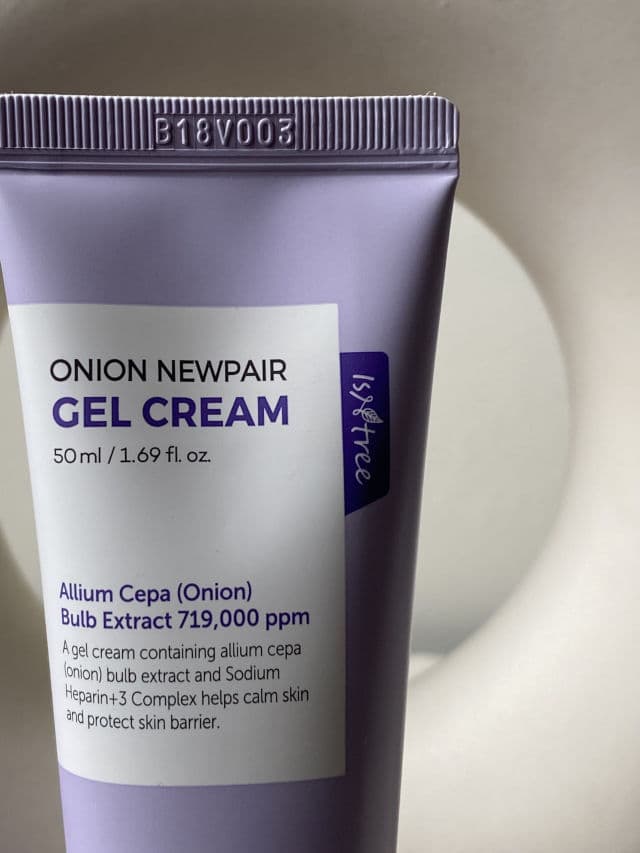 B18V003
ONION NEWPAIR
GEL CREAM
50 ml / 1.69 fl. oz.
IsNtree
Allium Cepa (Onion)
Bulb Extract 719,000 ppm
A gel cream containing allium cepa
(onion) bulb extract and Sodium
Heparin+3 Complex helps calm skin
and protect skin barrier.